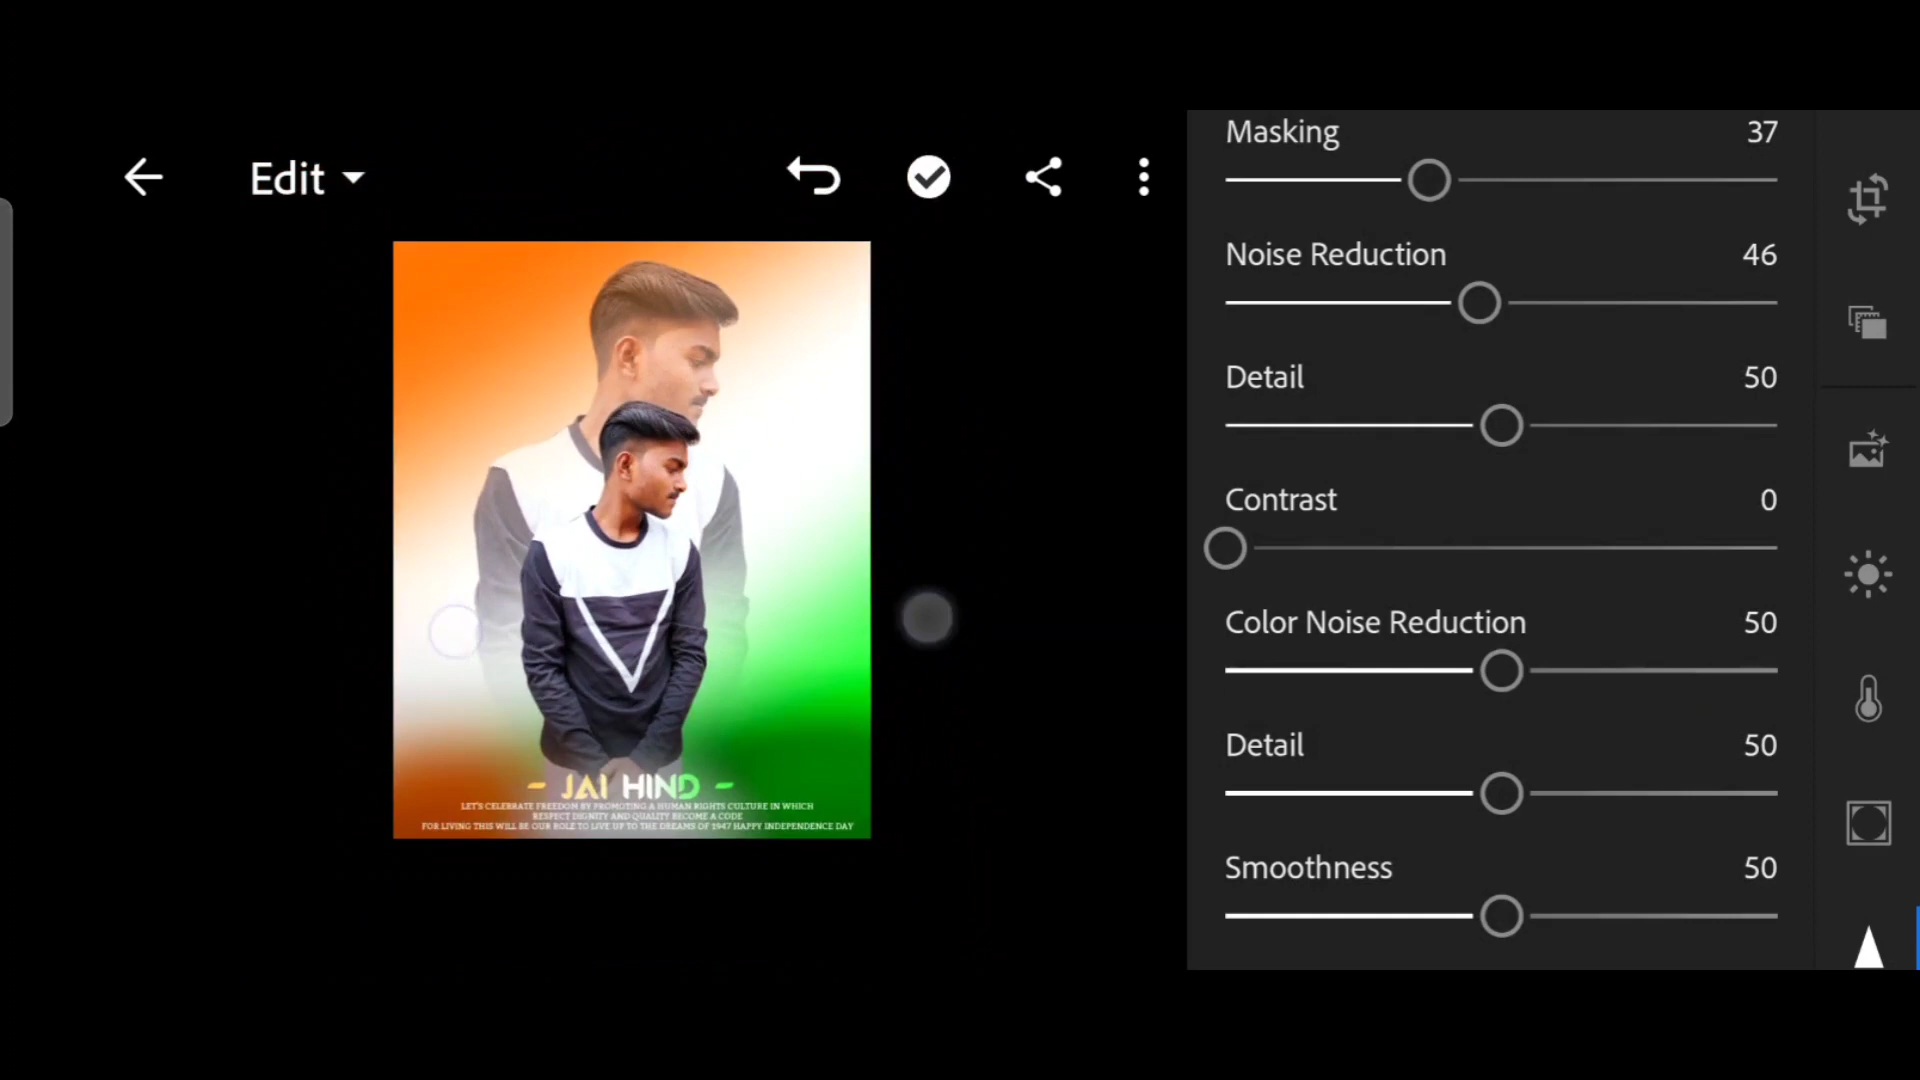 Edit
Masking 37
Noise Reduction 46
Detail 50
Contrast 0
Color Noise Reduction 50
Detail 50
Smoothness 50
- JAI HIND -
LET'S CELEBRATE FREEDOM BY PROMOTING A HUMAN RIGHTS CULTURE IN WHICH
RESPECT DIGNITY AND QUALITY BECOME A CODE
FOR LIVING THIS WILL BE OUR ROLE TO LIVE UP TO THE DREAMS OF 1947 HAPPY INDEPENDENCE DAY